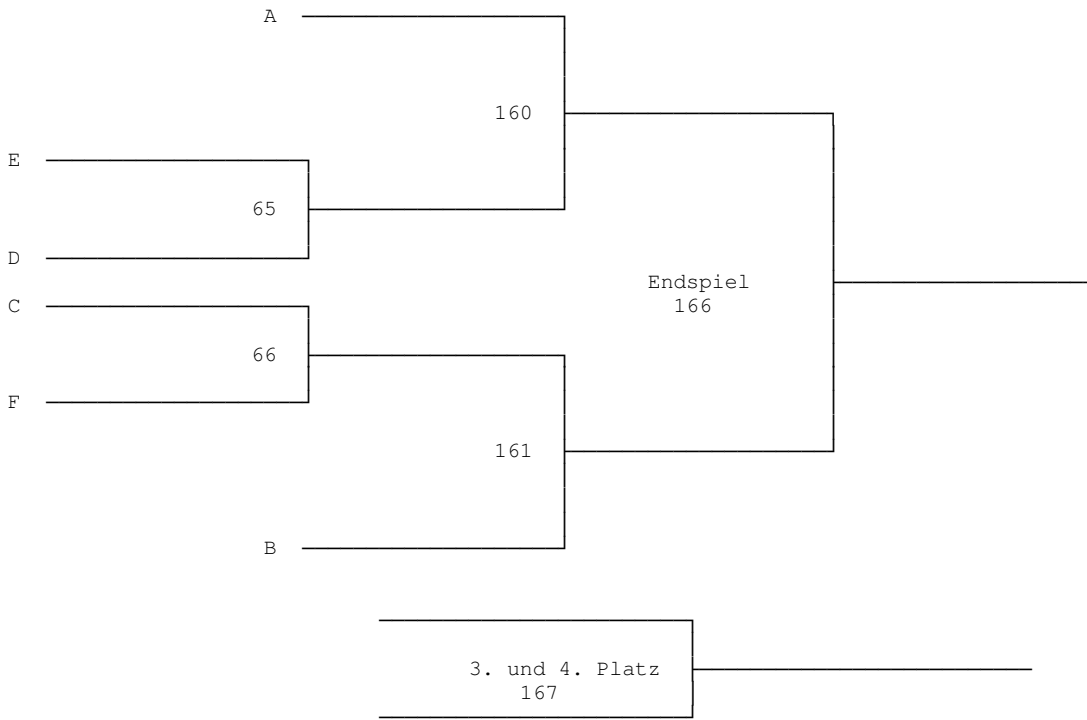 A
160
E
65
D
Endspiel
166
C
66
F
161
B
3. und 4. Platz
167